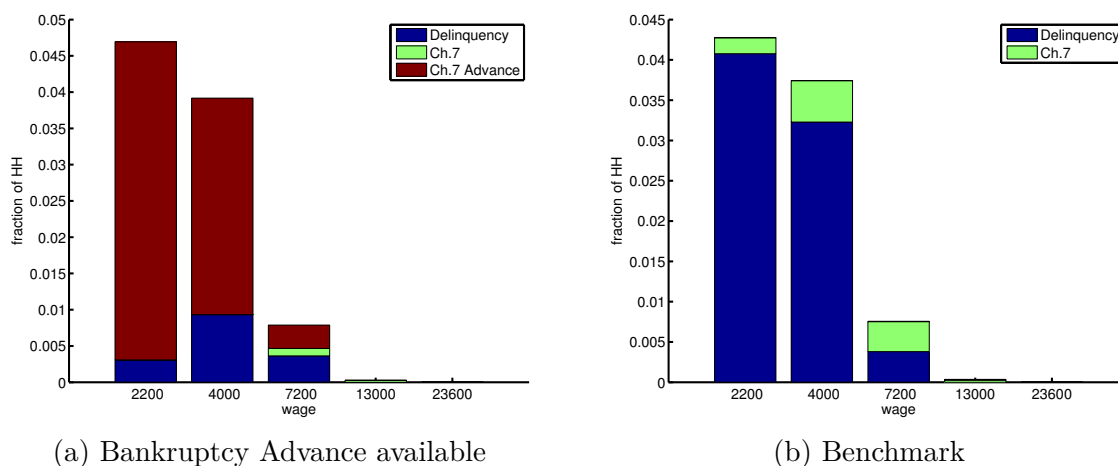 0.05
0.045
0.04
0.035
0.03
0.025
0.02
0.015
0.01
0.005
0
fraction of HH
2200 4000 7200 13000 23600
wage
Delinquency
Ch.7
Ch.7 Advance
(a) Bankruptcy Advance available
0.045
0.04
0.035
0.03
0.025
0.02
0.015
0.01
0.005
0
fraction of HH
2200 4000 7200 13000 23600
wage
Delinquency
Ch.7
(b) Benchmark